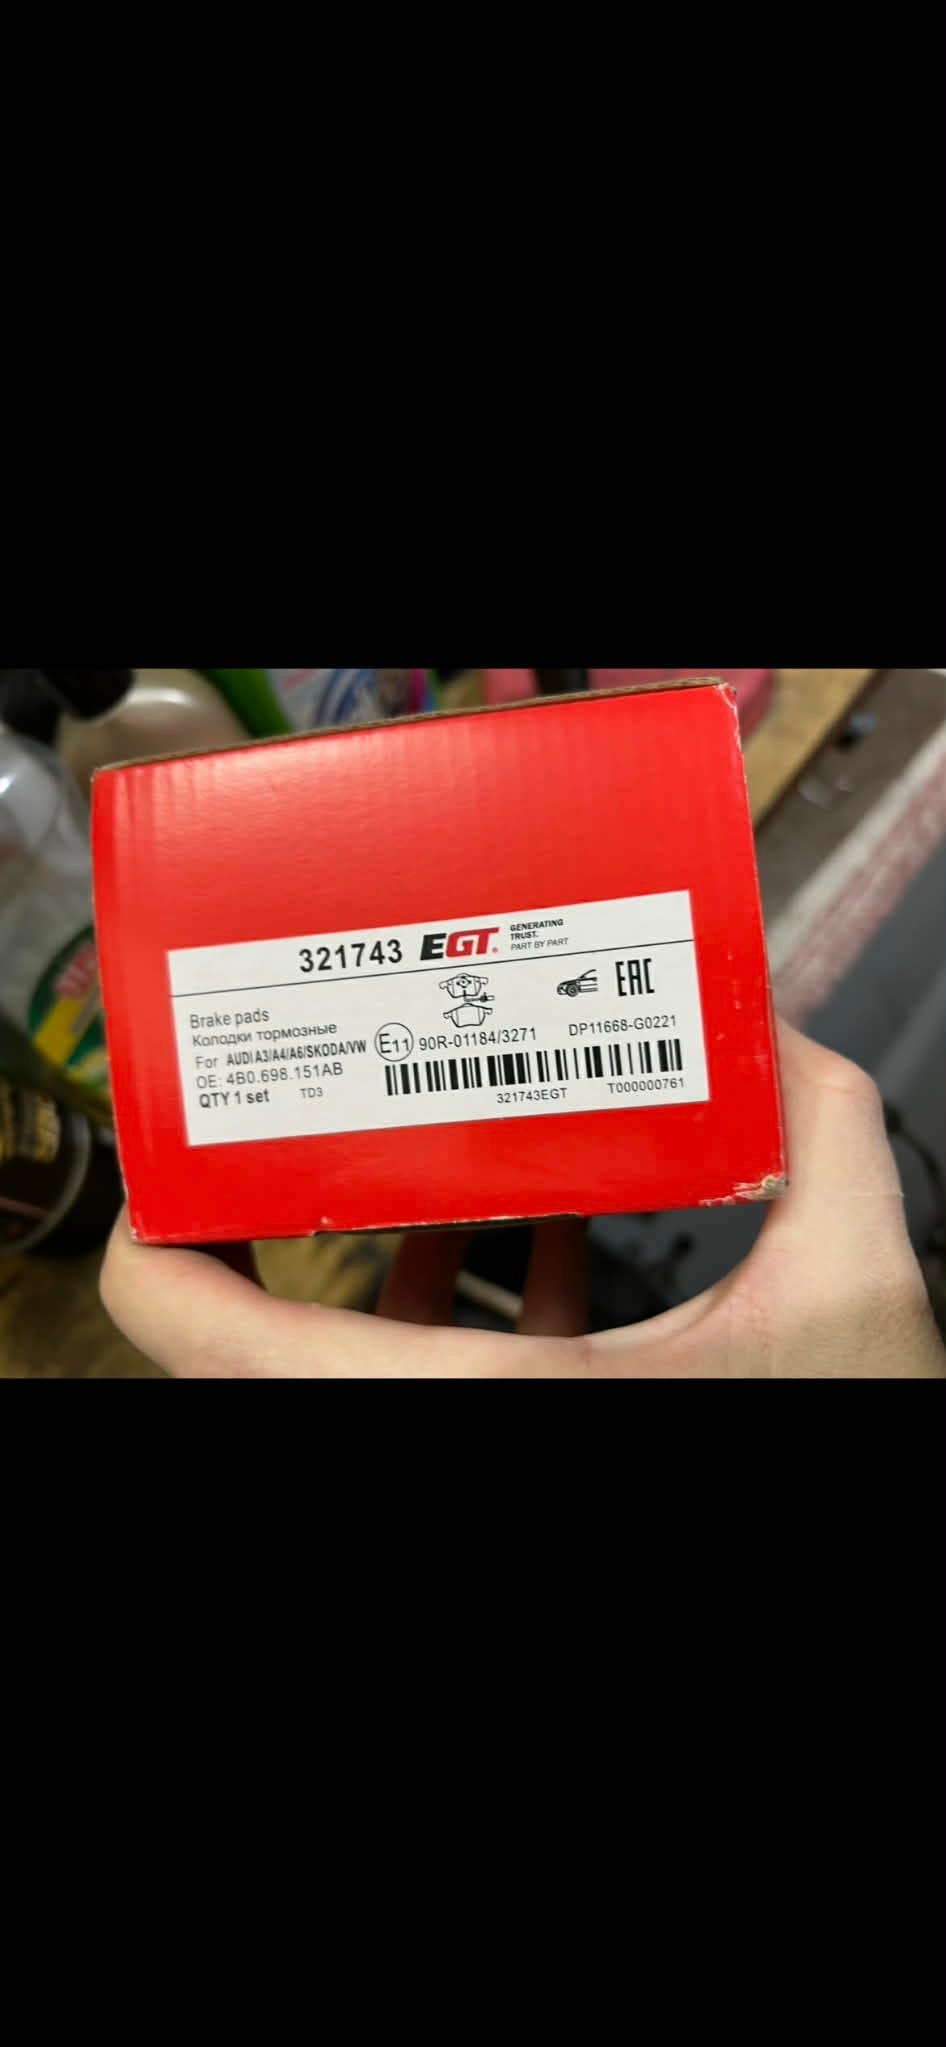 321743 EGT® GENERATING TRUST. PART BY PART
EAC
Brake pads
Колодки тормозные
For AUDI A3/A4/A6/SKODA/VW
E11 90R-01184/3271 DP11668-G0221
OE: 4B0.698.151AB
QTY 1 set TD3
321743EGT T000000761